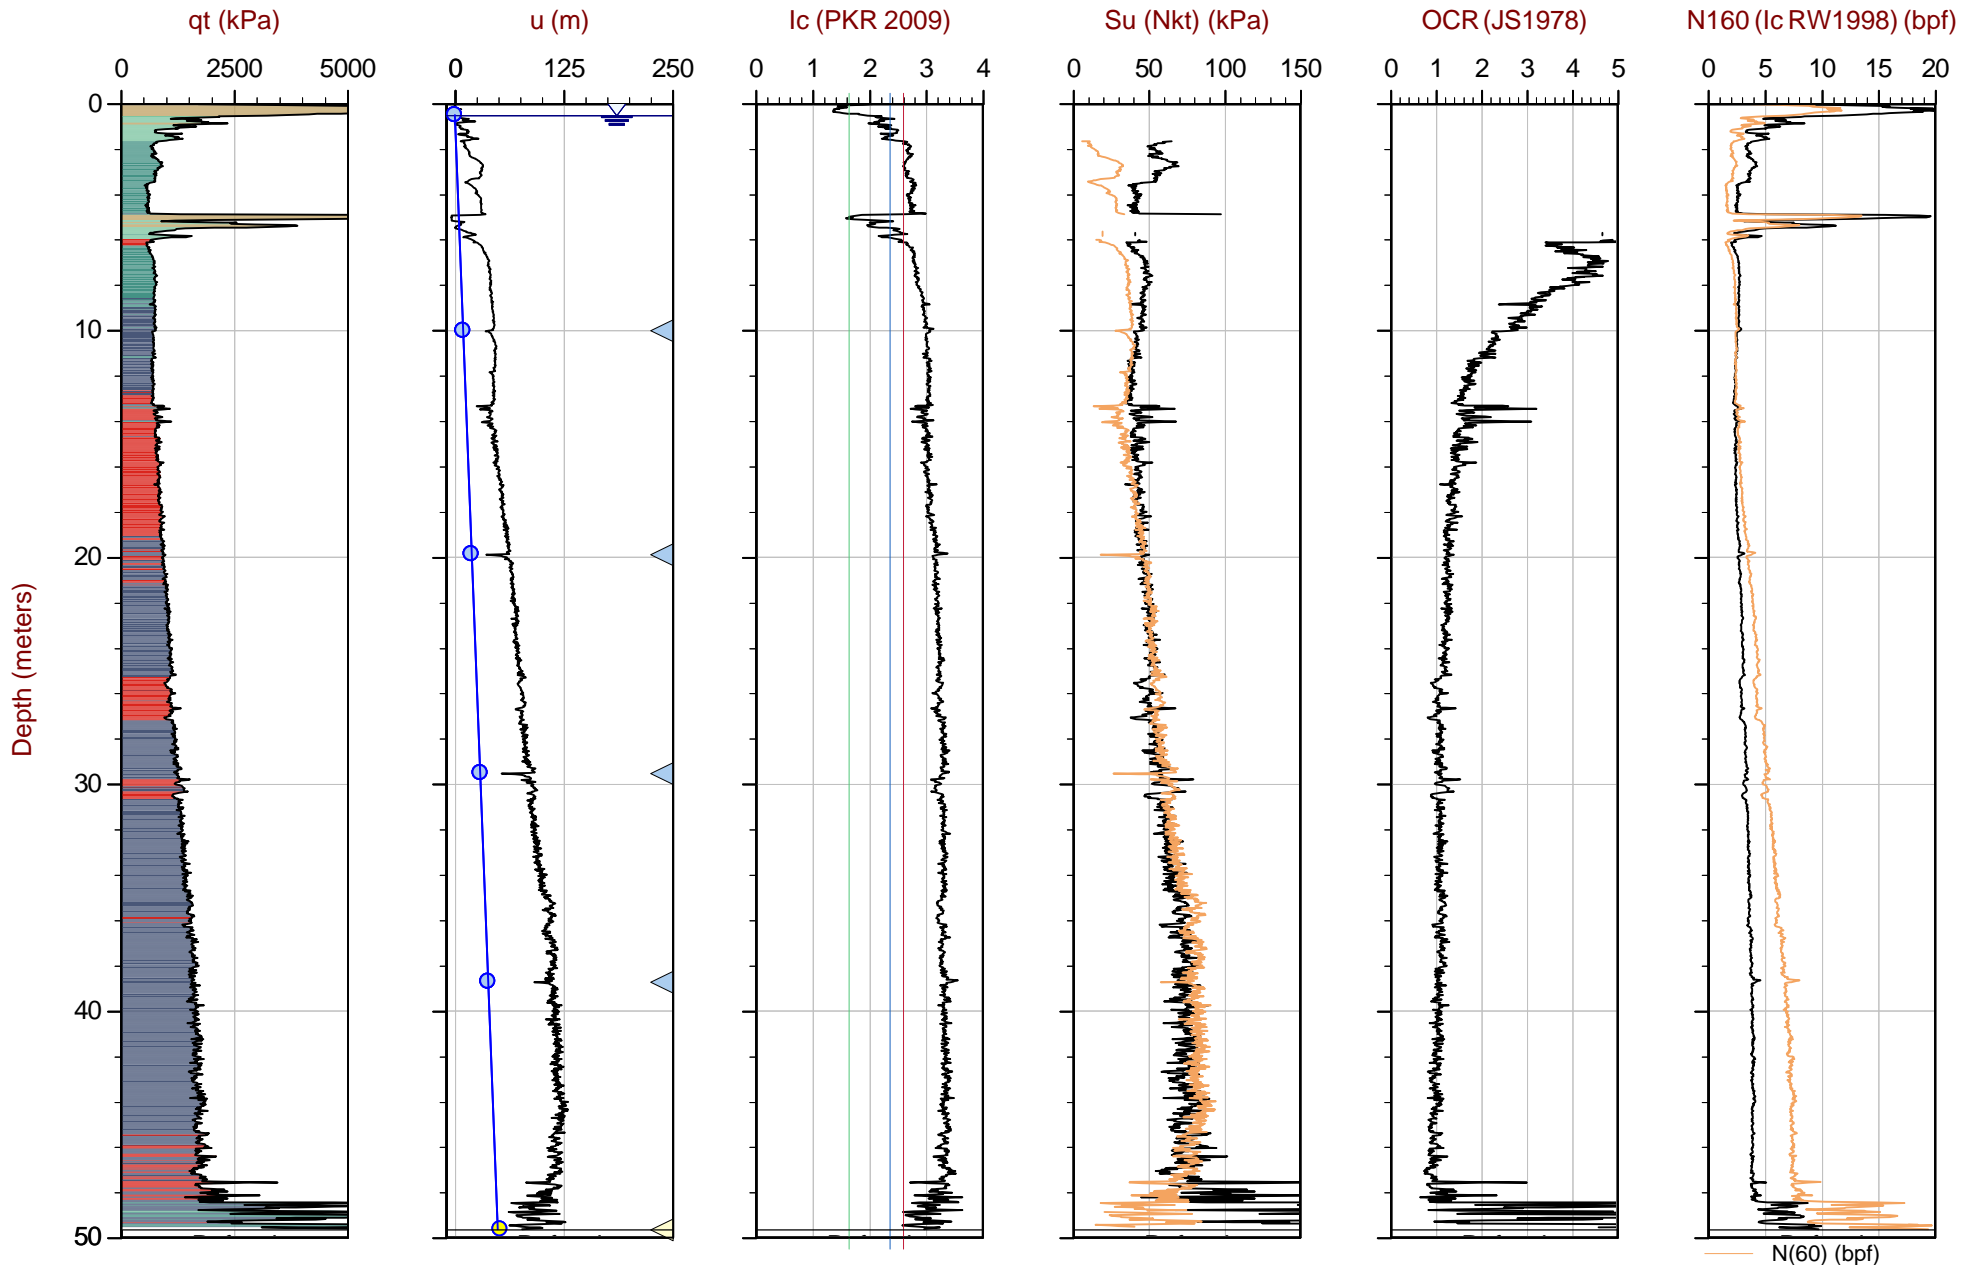 qt (kPa) u (m) Ic (PKR 2009) Su (Nkt) (kPa) OCR (JS1978) N160 (Ic RW1998) (bpf)
0 2500 5000 0 125 250 0 1 2 3 4 0 50 100 150 0 1 2 3 4 5 0 5 10 15 20
0
10
20
30
40
50
Depth (meters)
N(60) (bpf)